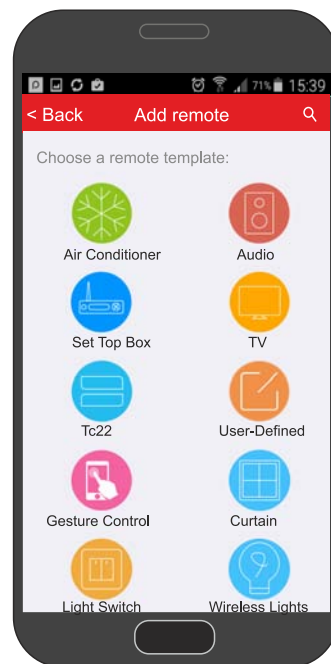 71% 15:39
< Back Add remote
Choose a remote template:
Air Conditioner Audio
Set Top Box TV
Tc22 User-Defined
Gesture Control Curtain
Light Switch Wireless Lights